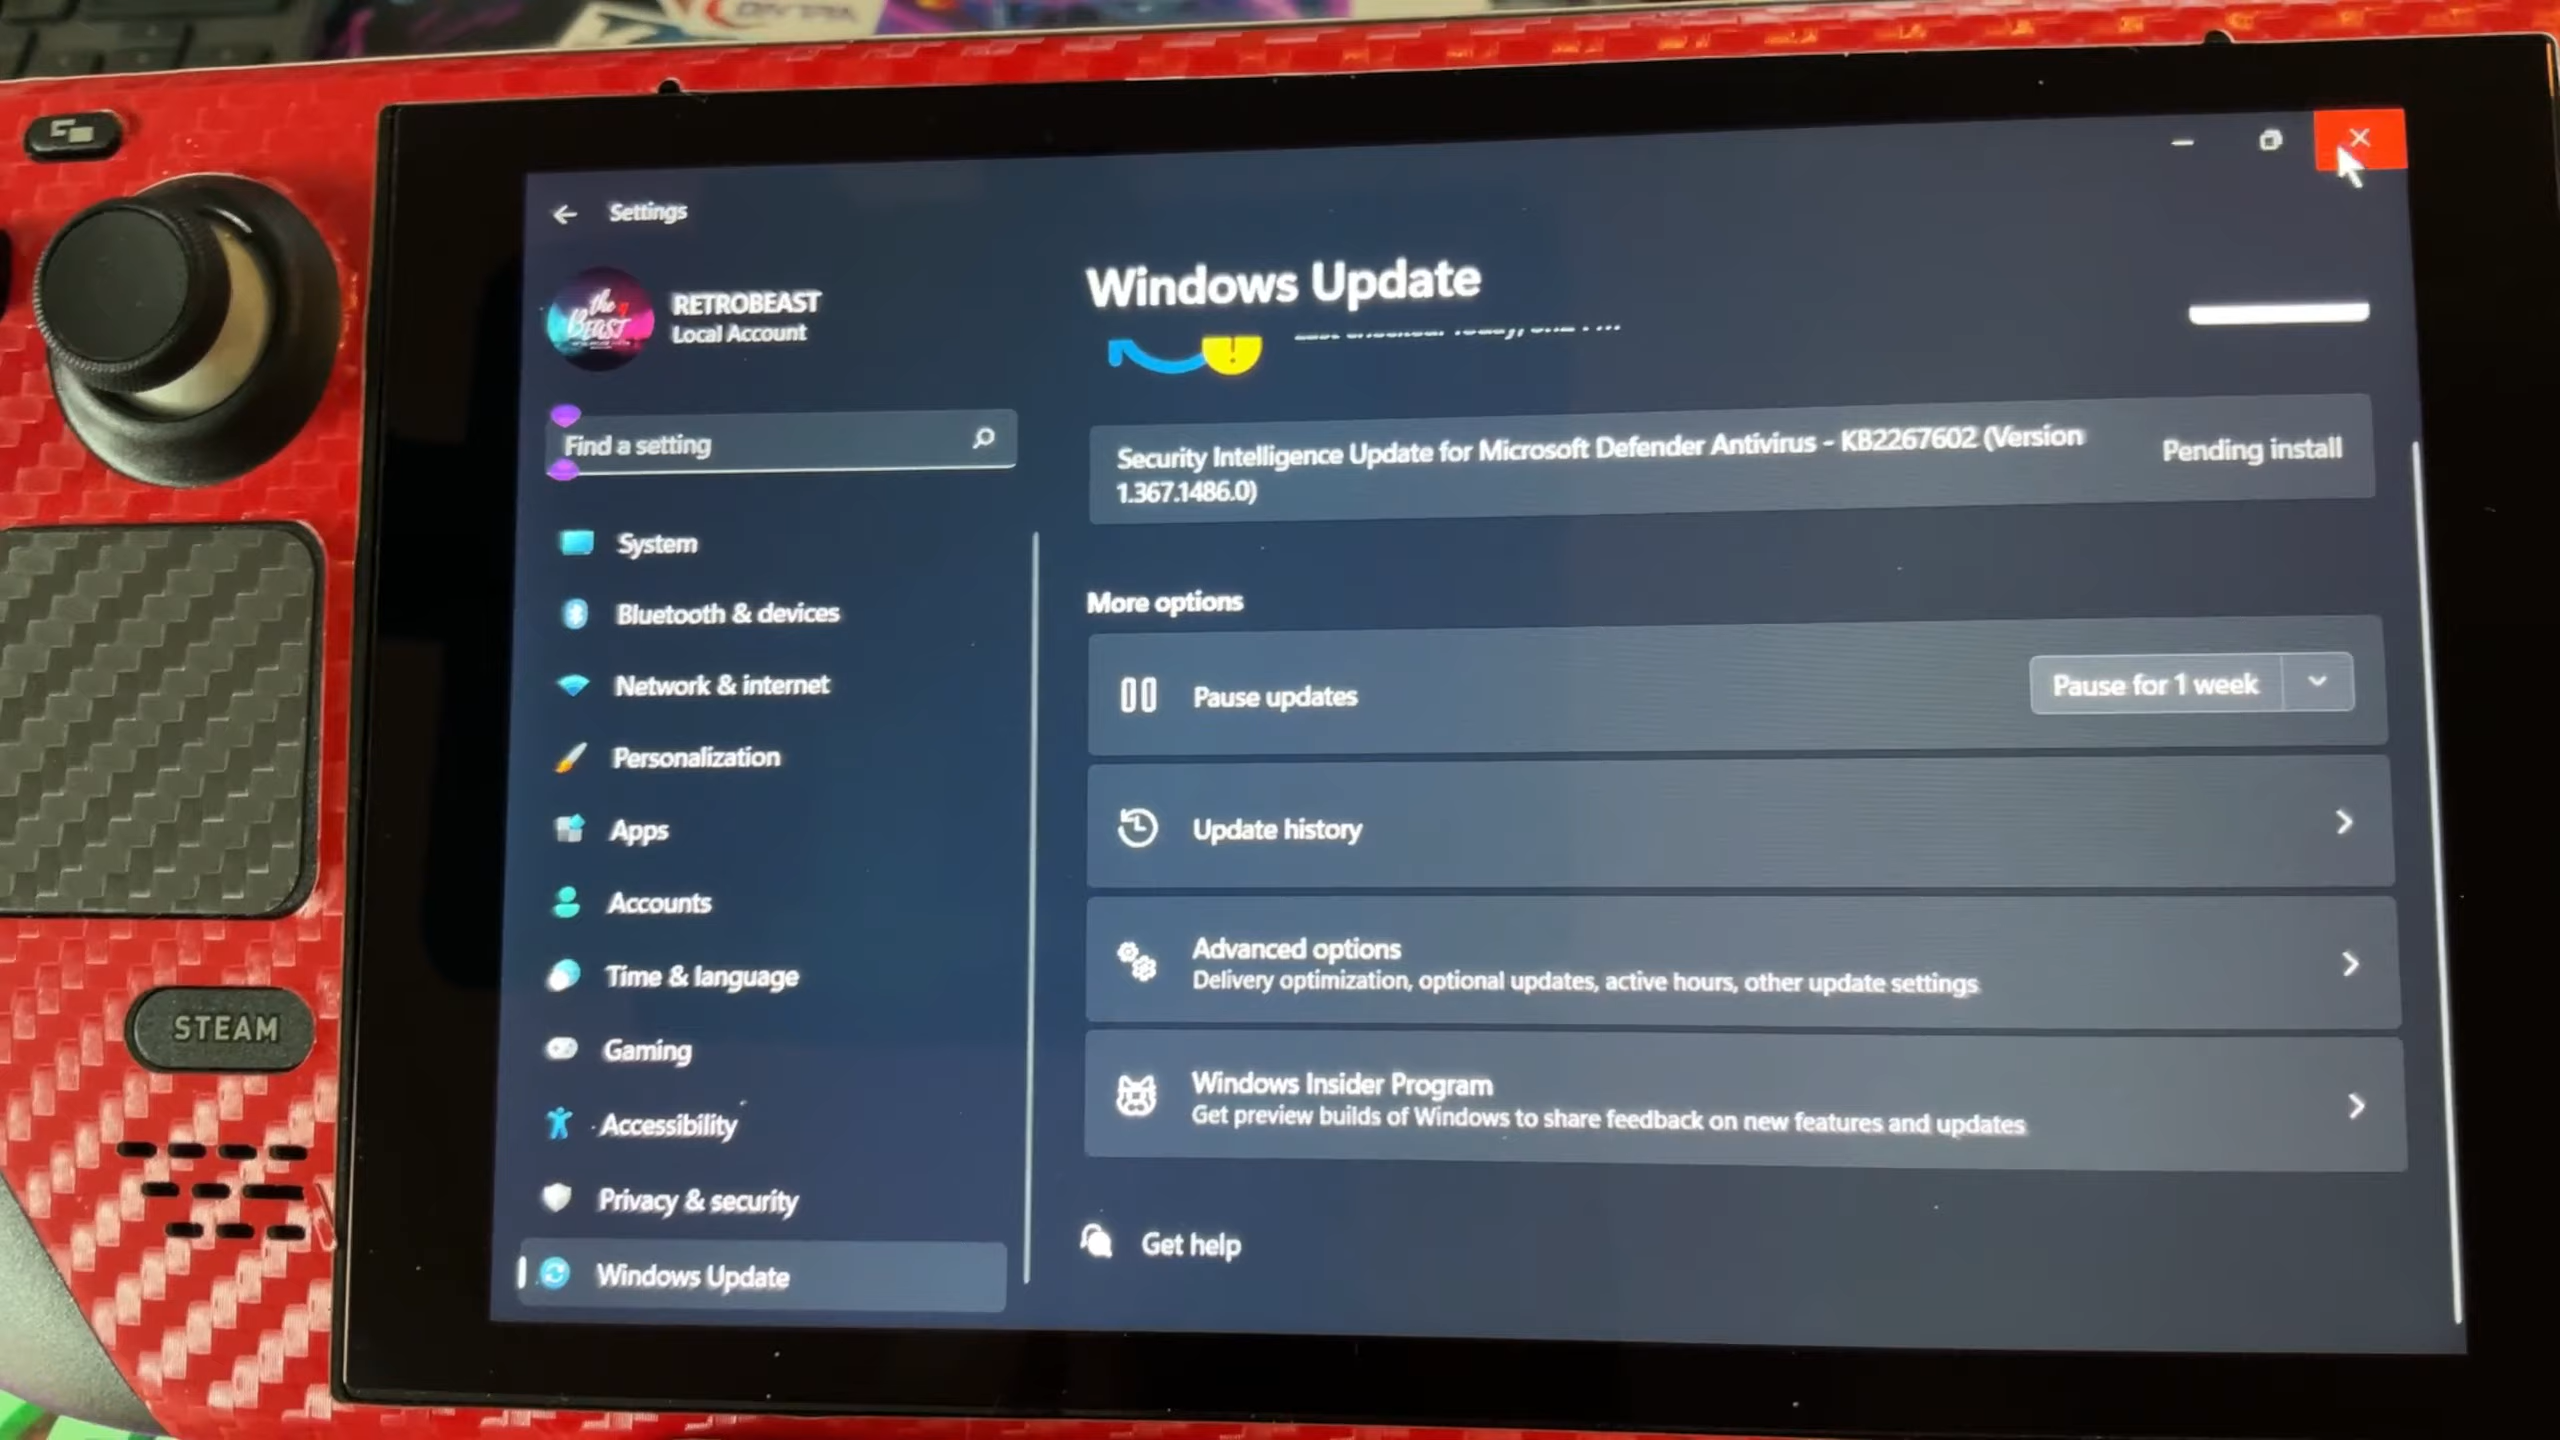 Settings
RETROBEAST
Local Account
the
BEAST
Find a setting
System
Bluetooth & devices
Network & internet
Personalization
Apps
Accounts
Time & language
Gaming
Accessibility
Privacy & security
Windows Update
Windows Update
Security Intelligence Update for Microsoft Defender Antivirus - KB2267602 (Version
1.367.1486.0)
Pending install
More options
Pause updates
Pause for 1 week
Update history
Advanced options
Delivery optimization, optional updates, active hours, other update settings
Windows Insider Program
Get preview builds of Windows to share feedback on new features and updates
Get help
STEAM